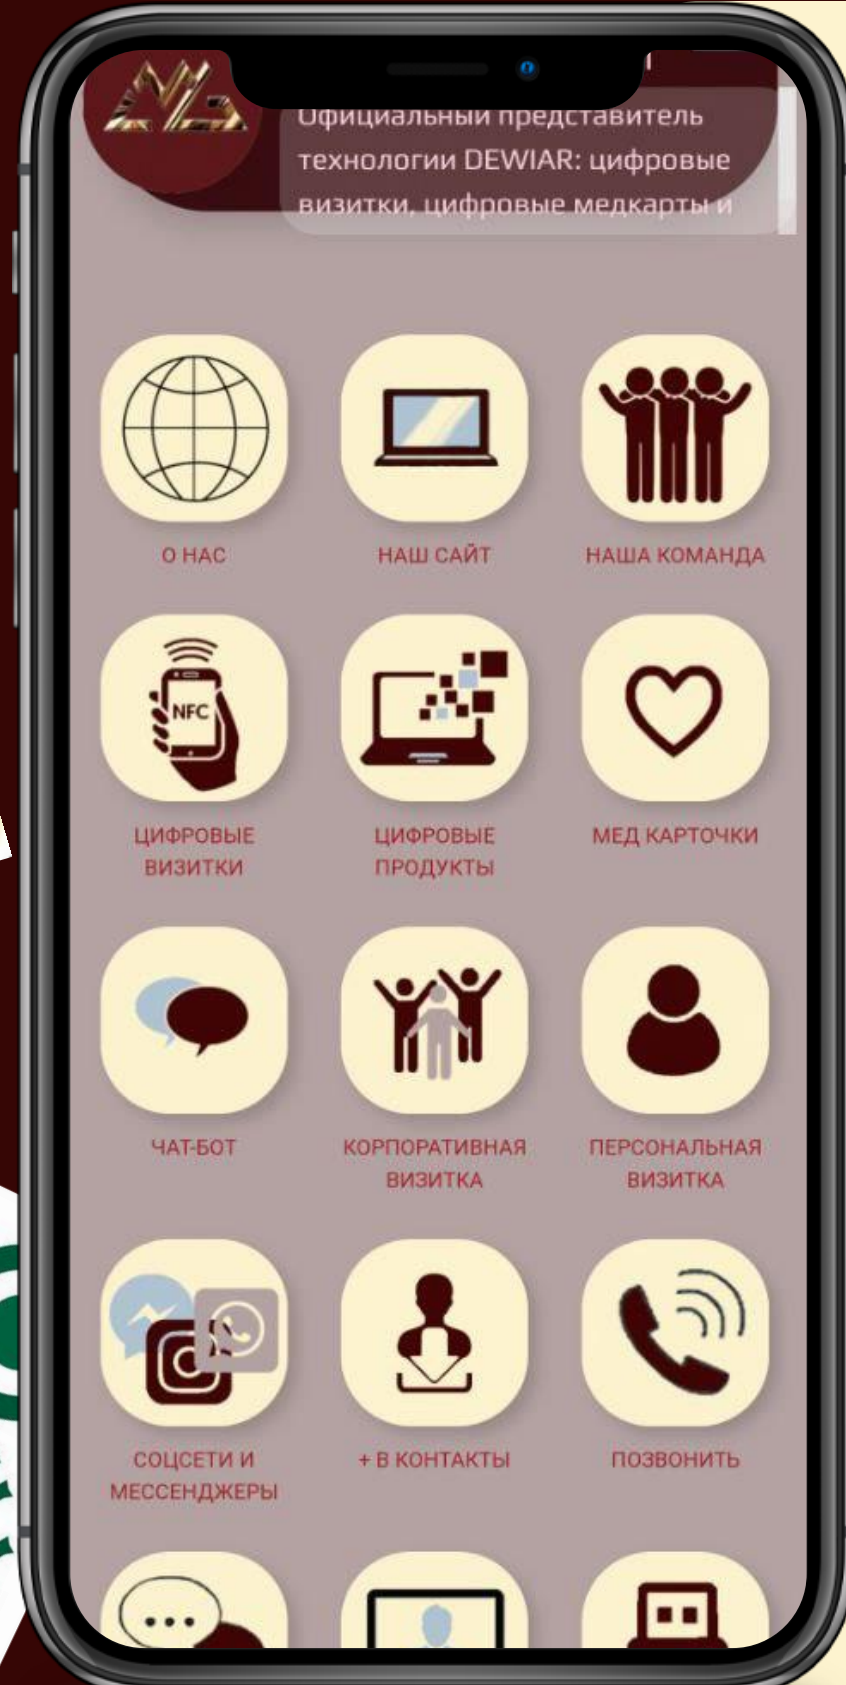 Официальный представитель
технологии DEWIAR: цифровые
визитки, цифровые медкарты и
О НАС
НАШ САЙТ
НАША КОМАНДА
NFC
ЦИФРОВЫЕ
ВИЗИТКИ
ЦИФРОВЫЕ
ПРОДУКТЫ
МЕД КАРТОЧКИ
ЧАТ-БОТ
КОРПОРАТИВНАЯ
ВИЗИТКА
ПЕРСОНАЛЬНАЯ
ВИЗИТКА
СОЦСЕТИ И
МЕССЕНДЖЕРЫ
+ В КОНТАКТЫ
ПОЗВОНИТЬ